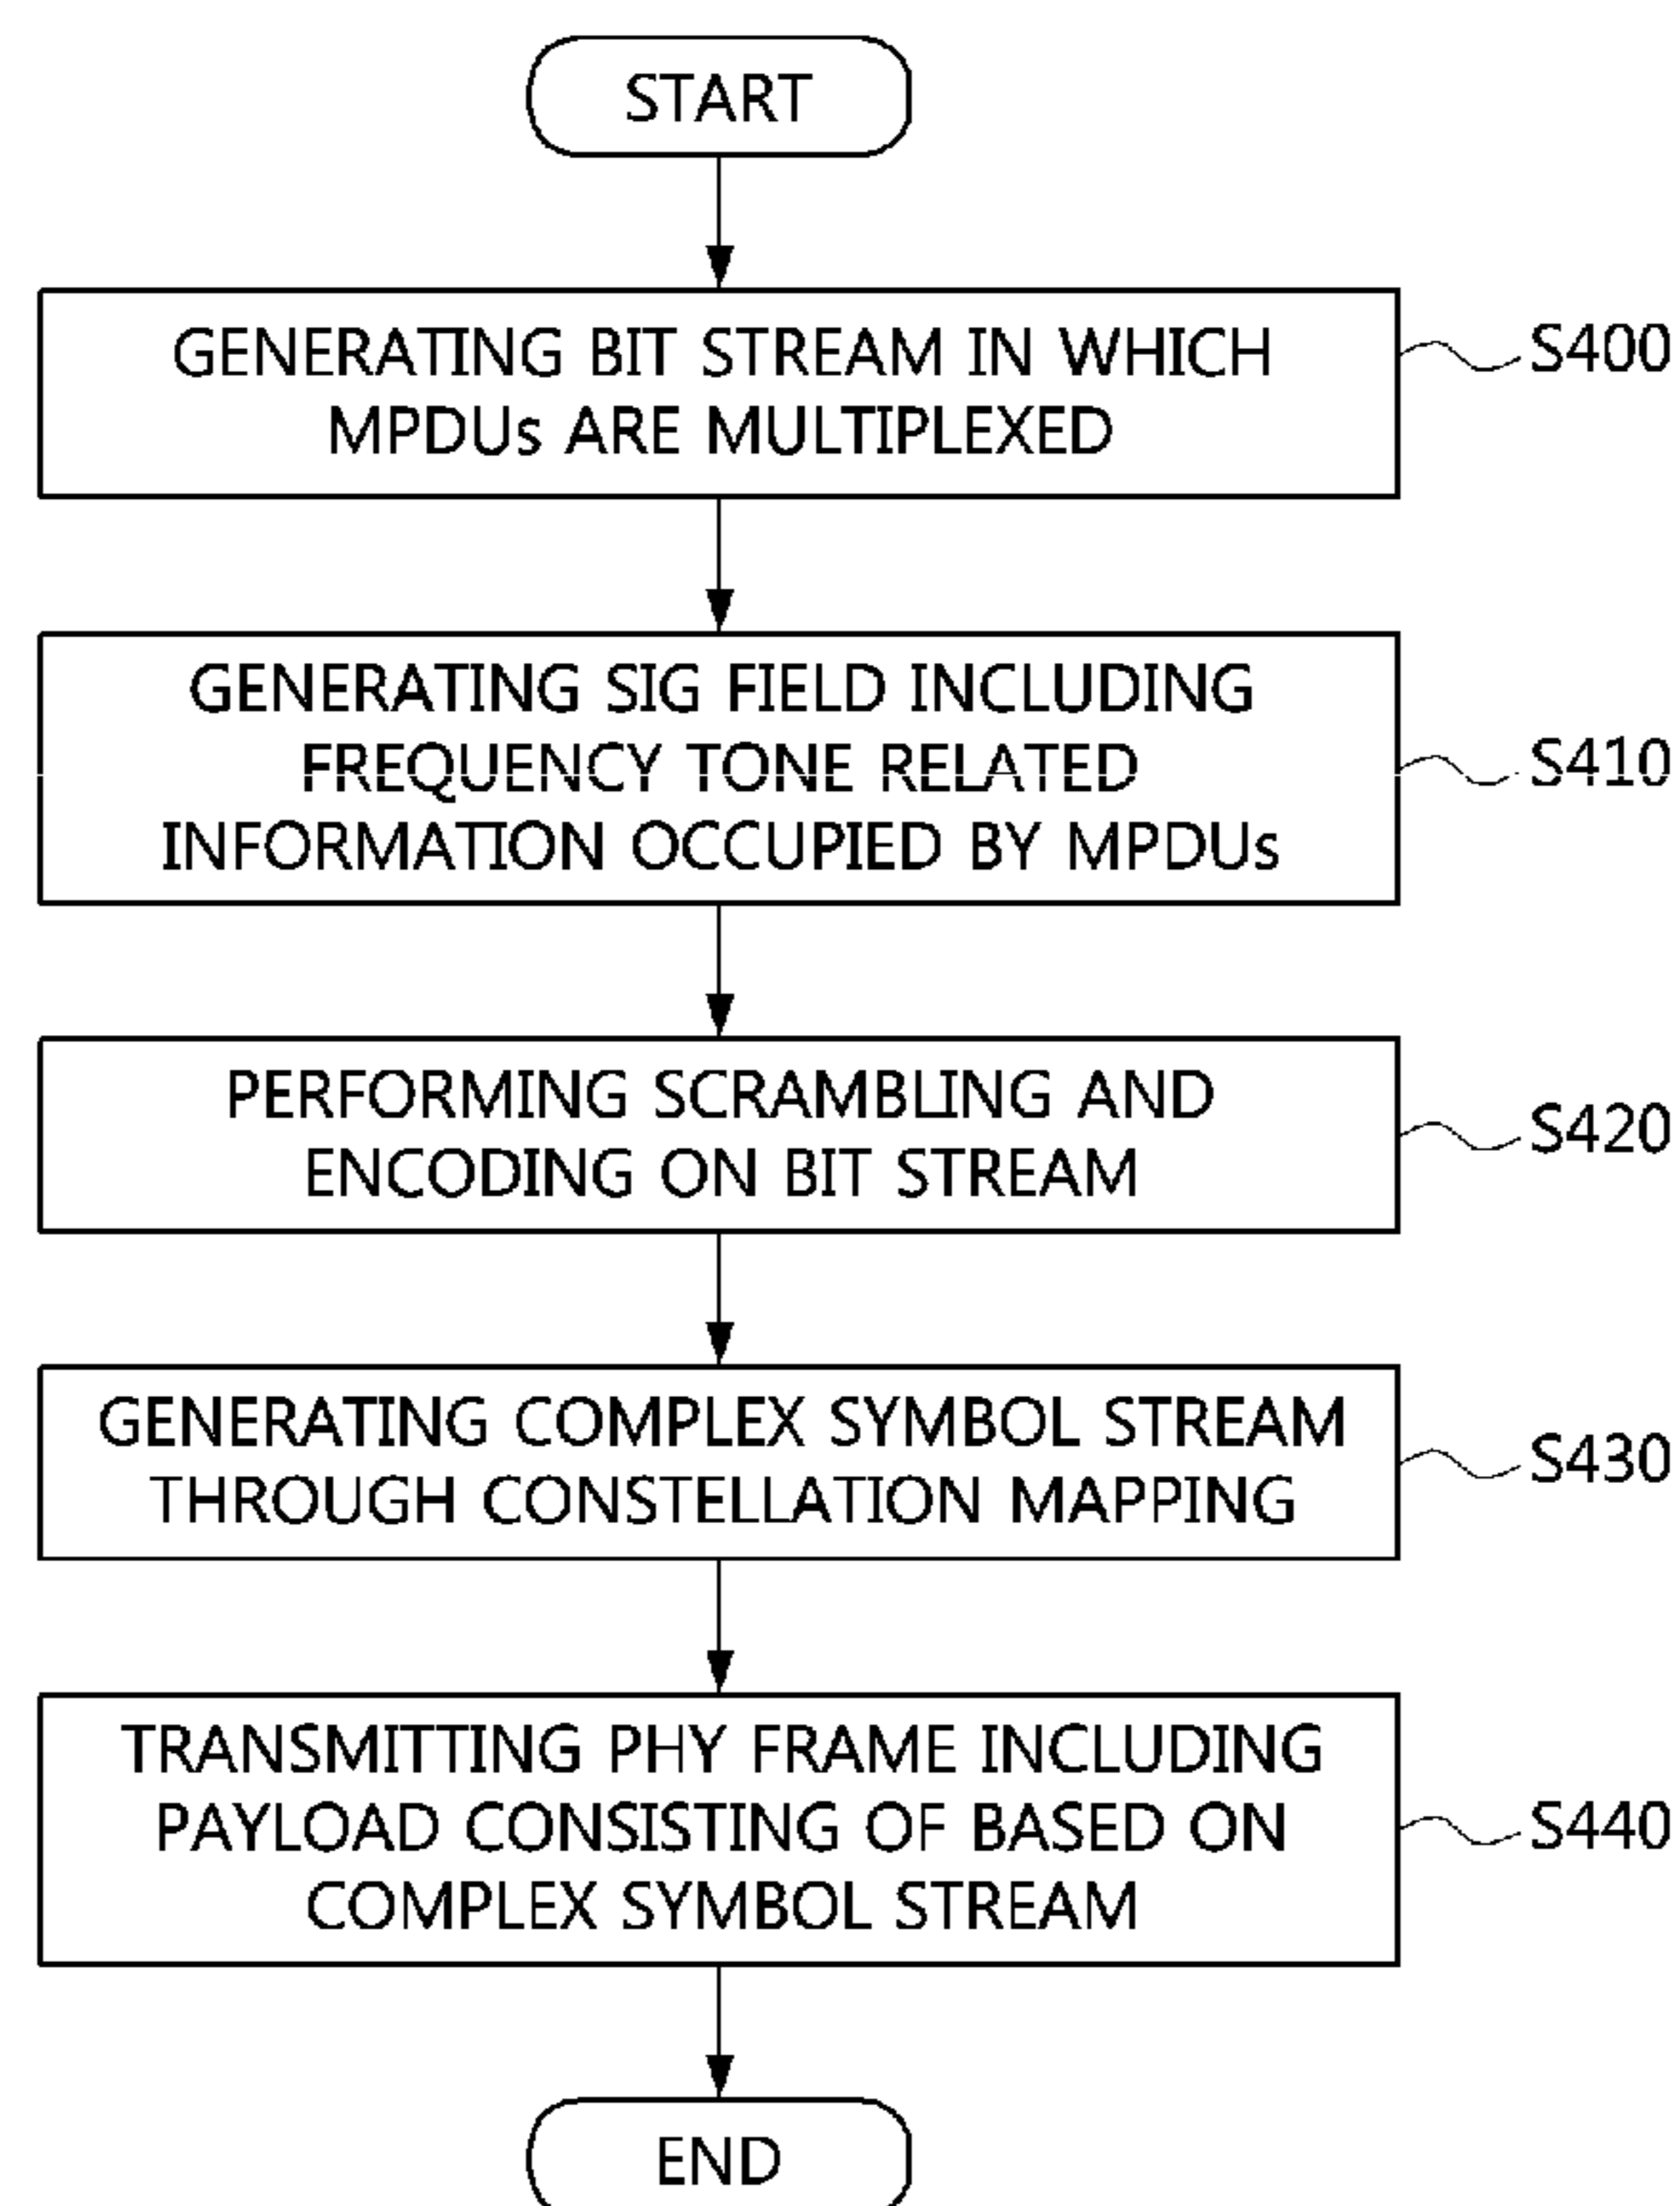 START
GENERATING BIT STREAM IN WHICH
MPDUs ARE MULTIPLEXED
S400
GENERATING SIG FIELD INCLUDING
FREQUENCY TONE RELATED
INFORMATION OCCUPIED BY MPDUs
S410
PERFORMING SCRAMBLING AND
ENCODING ON BIT STREAM
S420
GENERATING COMPLEX SYMBOL STREAM
THROUGH CONSTELLATION MAPPING
S430
TRANSMITTING PHY FRAME INCLUDING
PAYLOAD CONSISTING OF BASED ON
COMPLEX SYMBOL STREAM
S440
END